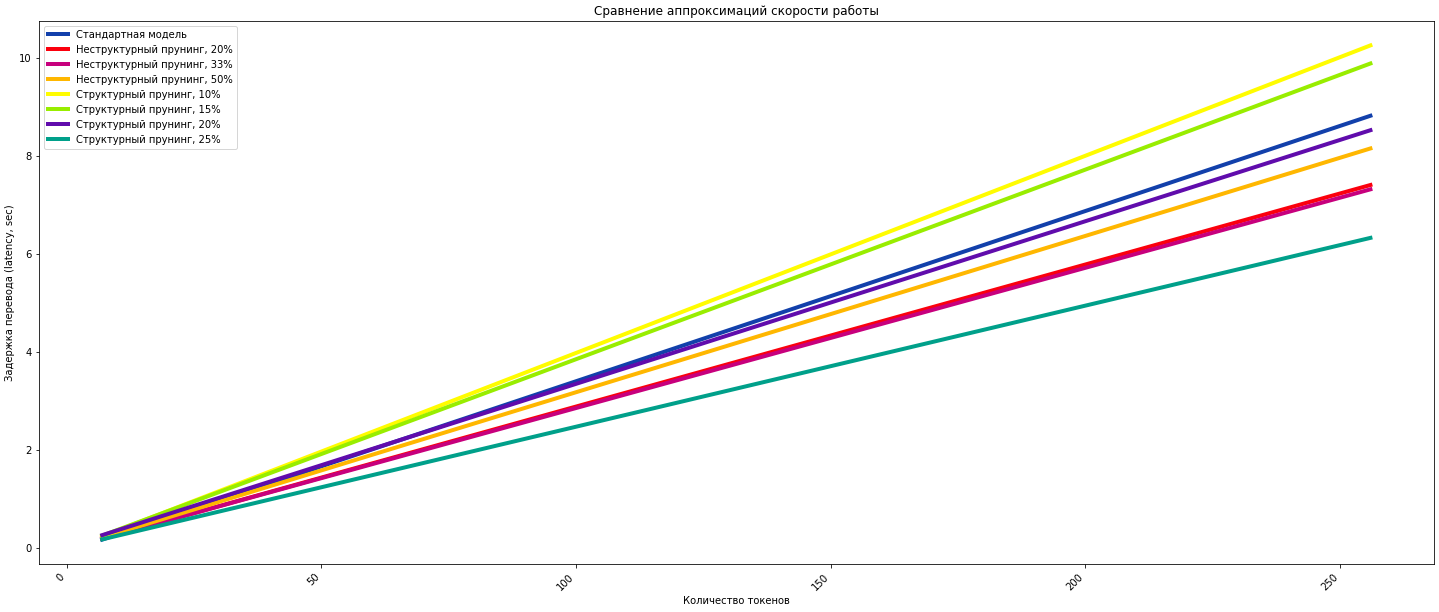 Сравнение аппроксимаций скорости работы
Стандартная модель
Неструктурный прунинг, 20%
Неструктурный прунинг, 33%
Неструктурный прунинг, 50%
Структурный прунинг, 10%
Структурный прунинг, 15%
Структурный прунинг, 20%
Структурный прунинг, 25%
Задержка перевода (latency, sec)
10
8
6
4
2
0
0
50
100
150
200
250
Количество токенов